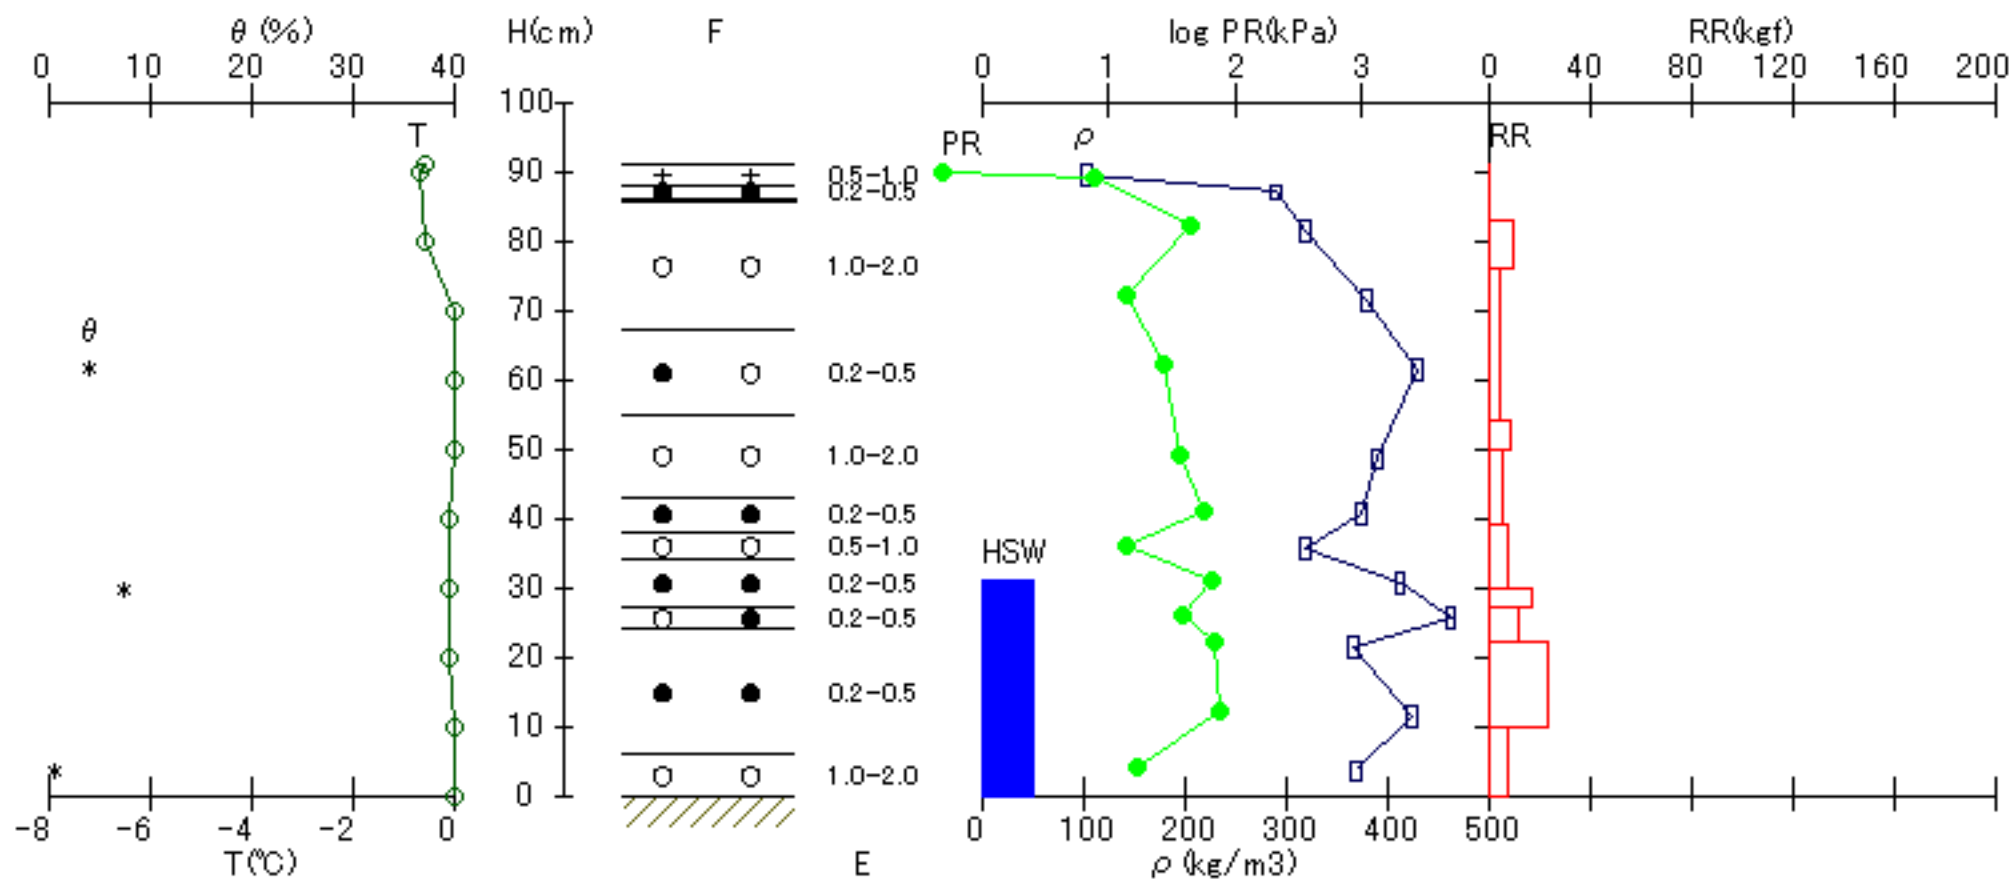 θ (%) H(cm) F log PR(kPa) RR(kgf)
0 10 20 30 40 0 1 2 3 0 40 80 120 160 200
100
T PR ρ RR
90 0.5-1.0
0.2-0.5
80
1.0-2.0
70
θ
60 0.2-0.5
*
50 1.0-2.0
40 0.2-0.5
0.5-1.0
HSW
30 0.2-0.5
*
0.2-0.5
20
0.2-0.5
10
1.0-2.0
*
0
-8 -6 -4 -2 0 0 100 200 300 400 500
T(℃) E ρ (kg/m3)